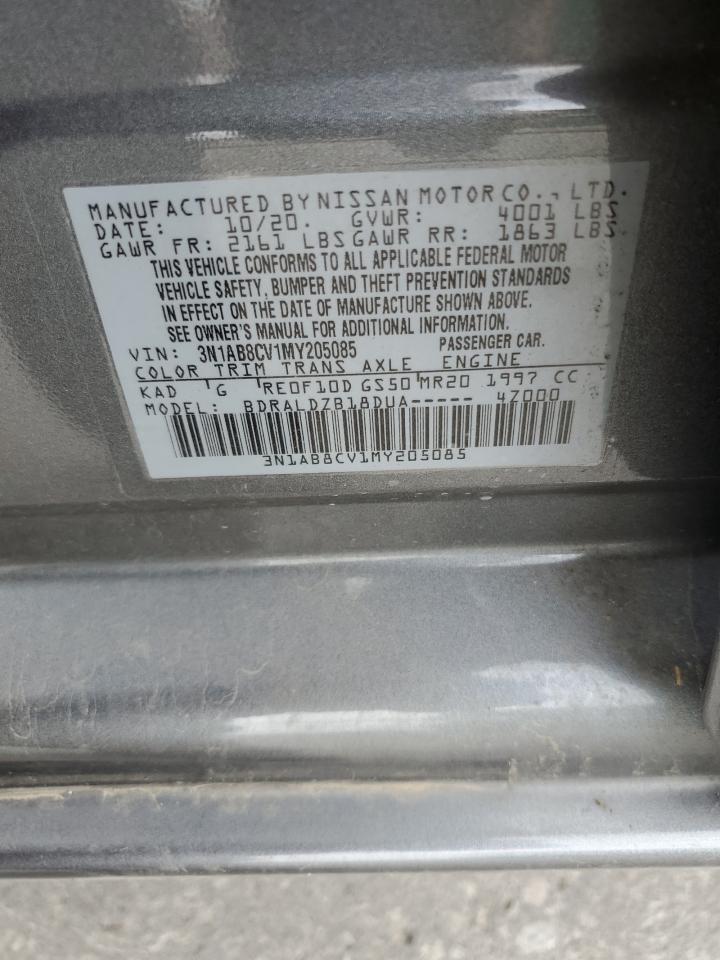 MANUFACTURED BY NISSAN MOTOR CO., LTD.
DATE: 10/20. GVWR: 4001 LBS
GAWR FR: 2161 LBS GAWR RR: 1863 LBS.
THIS VEHICLE CONFORMS TO ALL APPLICABLE FEDERAL MOTOR
VEHICLE SAFETY, BUMPER AND THEFT PREVENTION STANDARDS
IN EFFECT ON THE DATE OF MANUFACTURE SHOWN ABOVE.
SEE OWNER'S MANUAL FOR ADDITIONAL INFORMATION.
VIN: 3N1AB8CV1MY205085 PASSENGER CAR.
COLOR TRIM TRANS AXLE ENGINE
KAD 'G 'RE0F10D GS50'MR20 1997 CC
MODEL: BDRALDZB18DUA----- 4Z000
3N1AB8CV1MY205085